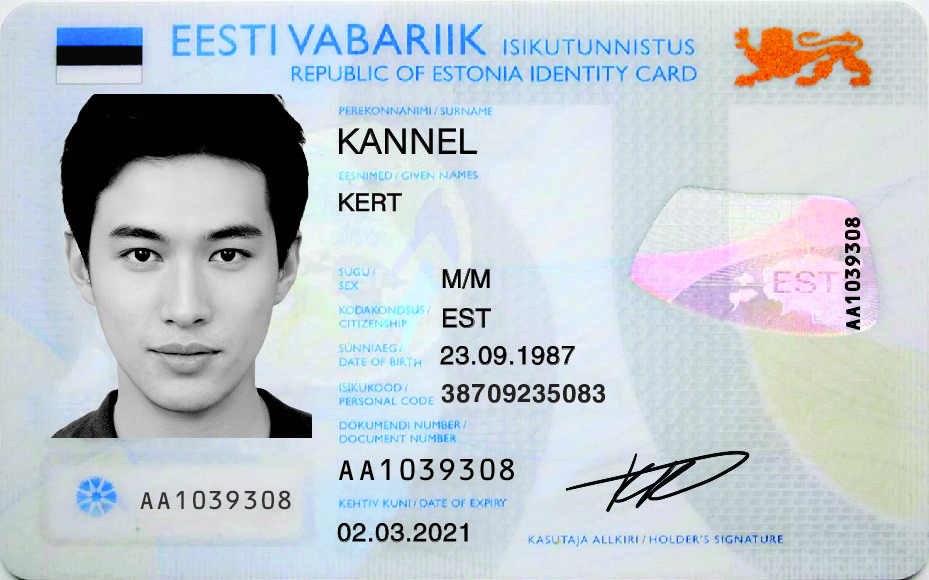 EESTI VABARIIK ISIKUTUNNISTUS
REPUBLIC OF ESTONIA IDENTITY CARD
PEREKONNANIMI / SURNAME
KANNEL
EESNIMED / GIVEN NAMES
KERT
SUGU /
SEX
M/M
KODAKONDSUS /
CITIZENSHIP
EST
SÜNNIAEG /
DATE OF BIRTH
23.09.1987
ISIKUKOOD /
PERSONAL CODE
38709235083
DOKUMENDI NUMBER /
DOCUMENT NUMBER
AA1039308
KEHTIV KUNI / DATE OF EXPIRY
02.03.2021
AA1039308
EST
AA1039308
KASUTAJA ALLKIRI / HOLDER'S SIGNATURE